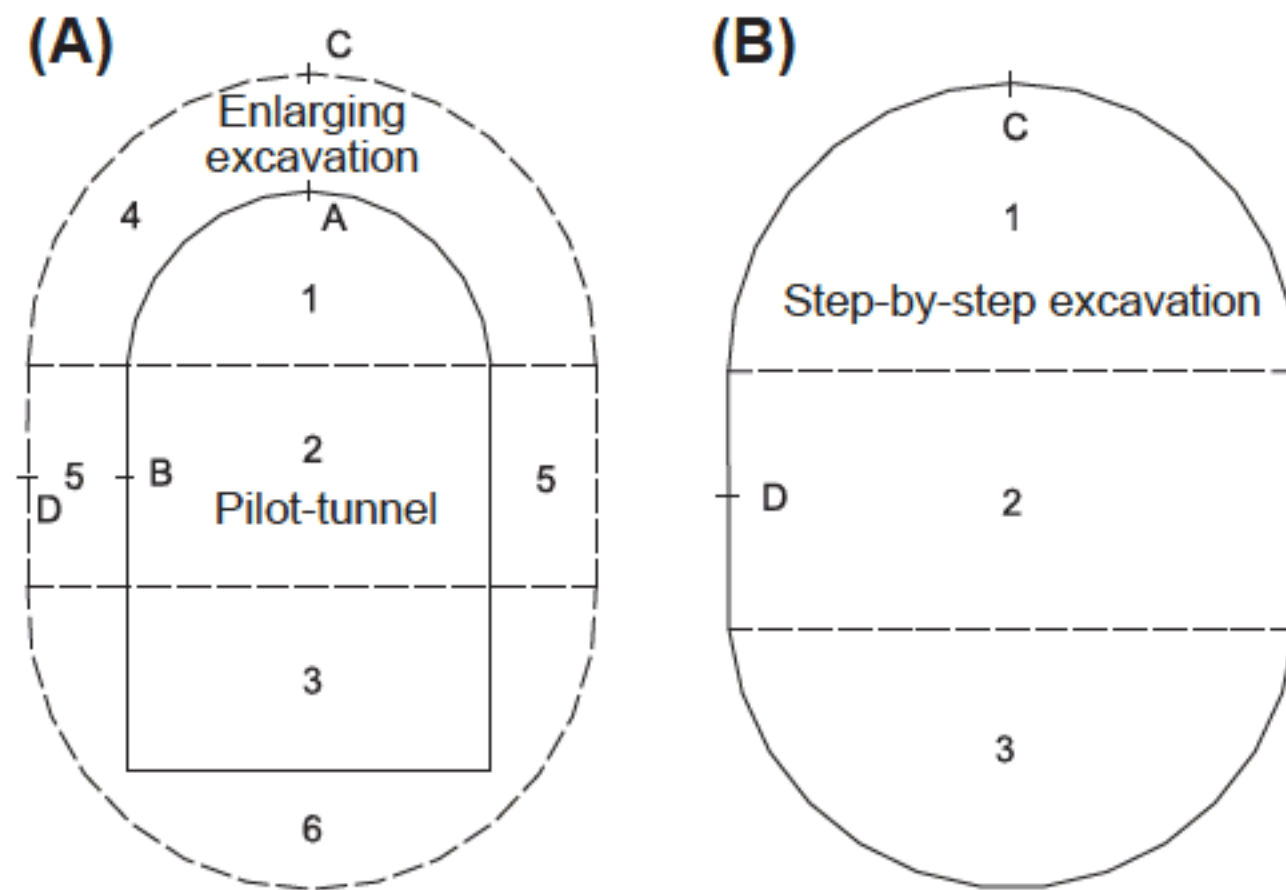 (A)
C
Enlarging
excavation
4
A
1
2
5
B
5
D
Pilot-tunnel
3
6
(B)
C
1
Step-by-step excavation
D
2
3